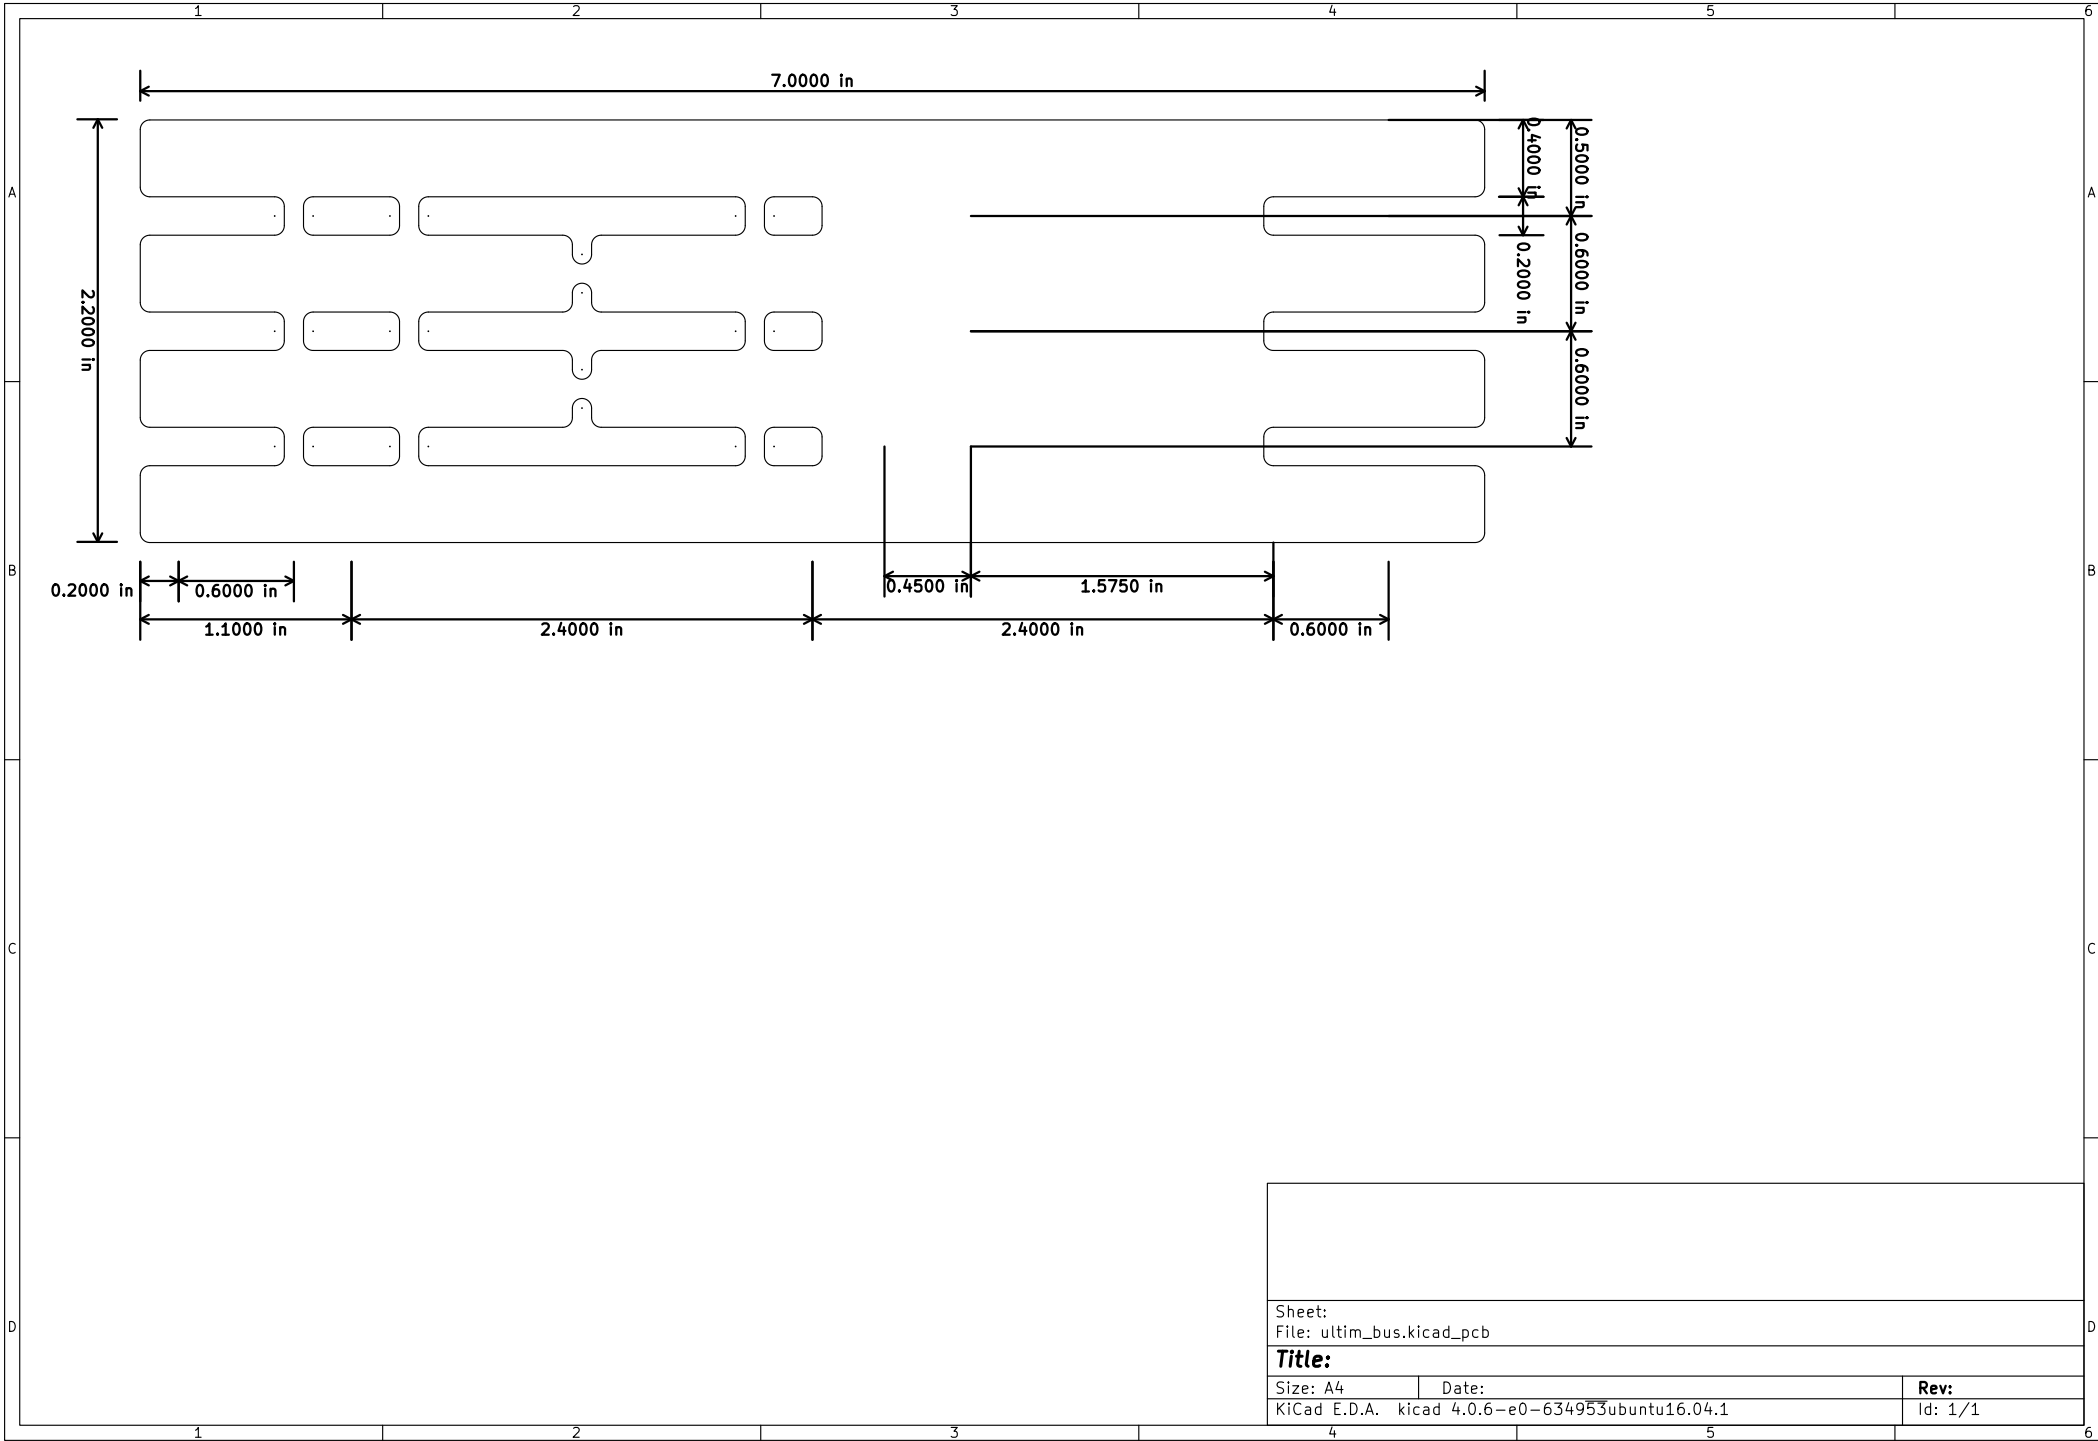 1 2 3 4 5 6
7.0000 in
0.4000 in
0.5000 in
A A
0.2000 in
0.6000 in
2.2000 in
0.6000 in
B B
0.2000 in 0.6000 in 0.4500 in 1.5750 in
1.1000 in 2.4000 in 2.4000 in 0.6000 in
C C
D D
Sheet:
File: ultim_bus.kicad_pcb
Title:
Size: A4 Date: Rev:
KiCad E.D.A. kicad 4.0.6-e0-634953ubuntu16.04.1 Id: 1/1
1 2 3 4 5 6